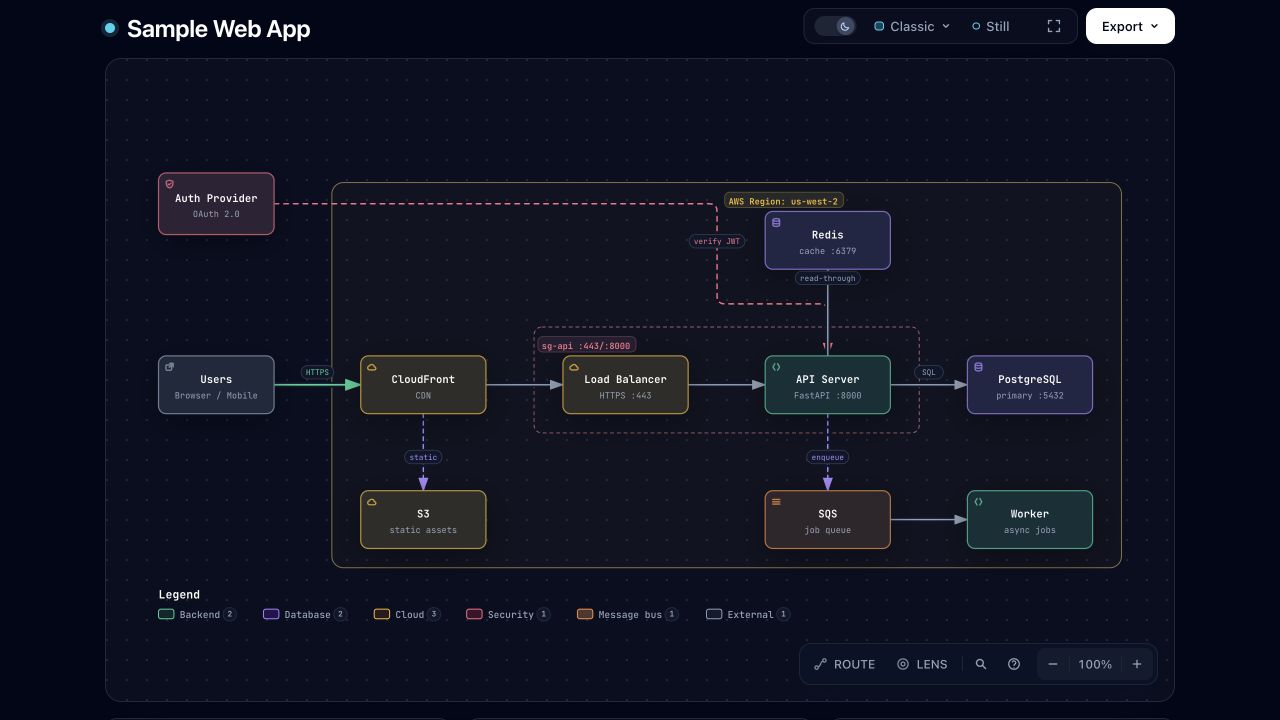 Sample Web App
Classic
Still
Export
Auth Provider
OAuth 2.0
AWS Region: us-west-2
Redis
cache :6379
verify JWT
read-through
sg-api :443/:8000
Users
Browser / Mobile
HTTPS
CloudFront
CDN
Load Balancer
HTTPS :443
API Server
FastAPI :8000
SQL
PostgreSQL
primary :5432
static
enqueue
S3
static assets
SQS
job queue
Worker
async jobs
Legend
Backend 2
Database 2
Cloud 3
Security 1
Message bus 1
External 1
ROUTE
LENS
100%